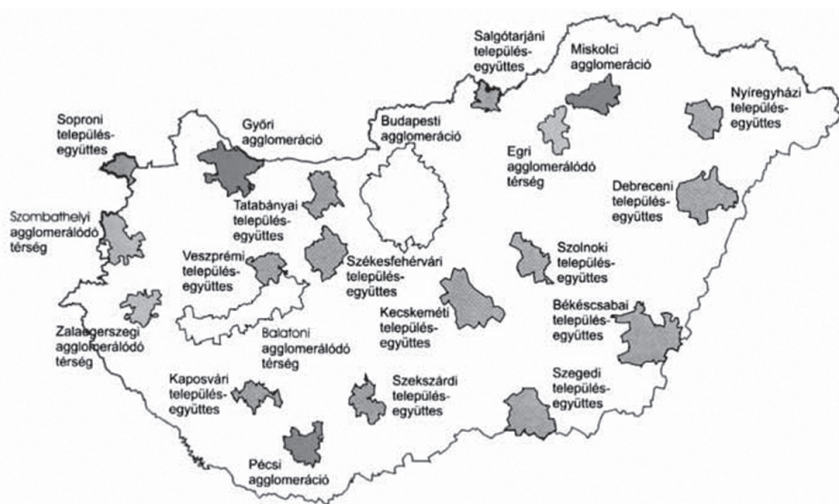 Salgótarjáni
település-
együttes
Miskolci
agglomeráció
Soproni
település-
együttes
Győri
agglomeráció
Budapesti
agglomeráció
Nyíregyházi
település-
együttes
Egri
agglomerálódó
térség
Debreceni
település-
együttes
Szombathelyi
agglomerálódó
térség
Tatabányai
település-
együttes
Veszprémi
település-
együttes
Székesfehérvári
település-
együttes
Szolnoki
település-
együttes
Kecskeméti
település-
együttes
Békéscsabai
település-
együttes
Zalaegerszegi
agglomerálódó
térség
Balatoni
agglomerálódó
térség
Kaposvári
település-
együttes
Szekszárdi
település-
együttes
Szegedi
település-
együttes
Pécsi
agglomeráció